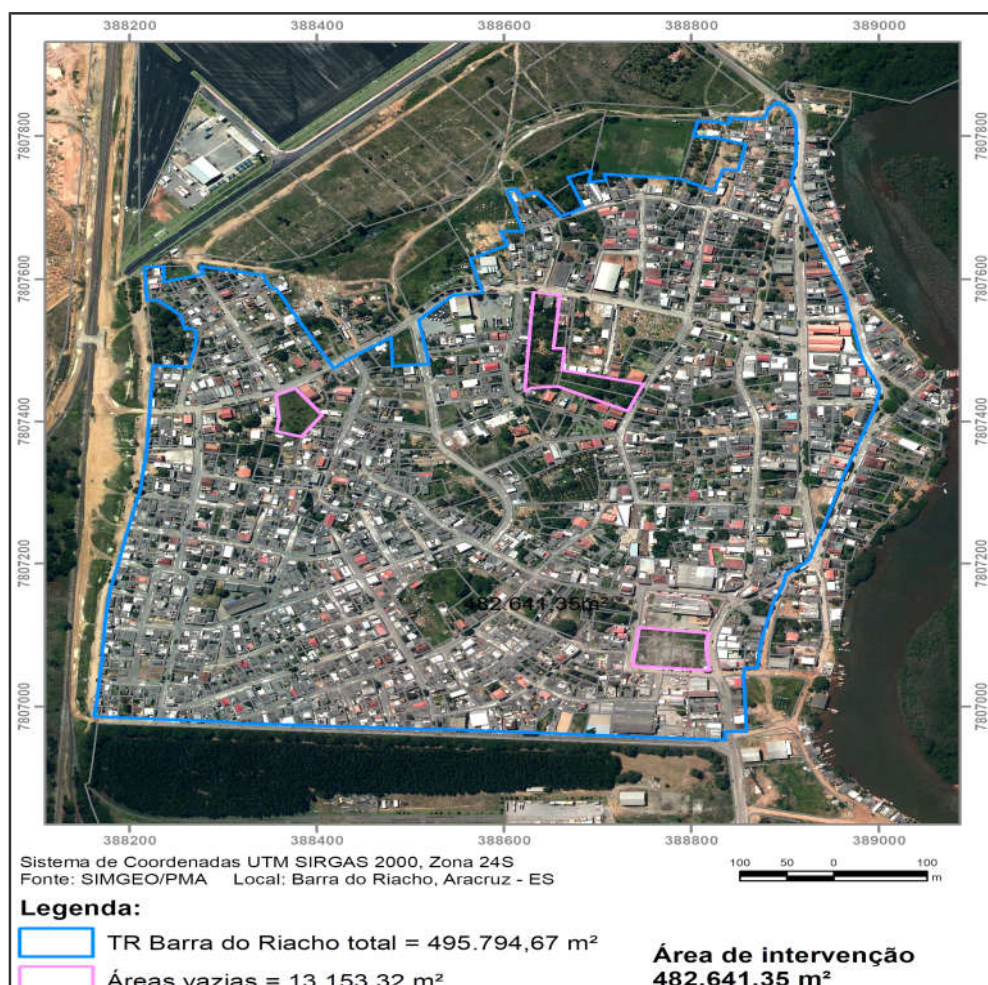 388200 388400 388600 388800 389000
7807800 7807800
7807600 7807600
7807400 7807400
7807200 7807200
482.641,35m²
7807000 7807000
388200 388400 388600 388800 389000
Sistema de Coordenadas UTM SIRGAS 2000, Zona 24S
Fonte: SIMGEO/PMA Local: Barra do Riacho, Aracruz - ES
100 50 0 100
m
Legenda:
TR Barra do Riacho total = 495.794,67 m²
Áreas vazias = 13.153,32 m²
Área de intervenção
482.641,35 m²